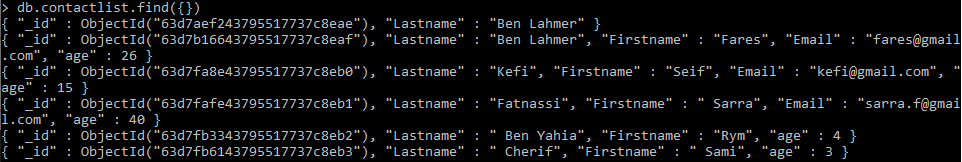 > db.contactlist.find({})
{ "_id" : ObjectId("63d7aef243795517737c8eae"), "Lastname" : "Ben Lahmer" }
{ "_id" : ObjectId("63d7b16643795517737c8eaf"), "Lastname" : "Ben Lahmer", "Firstname" : "Fares", "Email" : "fares@gmail
.com", "age" : 26 }
{ "_id" : ObjectId("63d7fa8e43795517737c8eb0"), "Lastname" : "Kefi", "Firstname" : "Seif", "Email" : "kefi@gmail.com", "
age" : 15 }
{ "_id" : ObjectId("63d7fafe43795517737c8eb1"), "Lastname" : "Fatnassi", "Firstname" : " Sarra", "Email" : "sarra.f@gmai
l.com", "age" : 40 }
{ "_id" : ObjectId("63d7fb3343795517737c8eb2"), "Lastname" : " Ben Yahia", "Firstname" : "Rym", "age" : 4 }
{ "_id" : ObjectId("63d7fb6143795517737c8eb3"), "Lastname" : " Cherif", "Firstname" : " Sami", "age" : 3 }